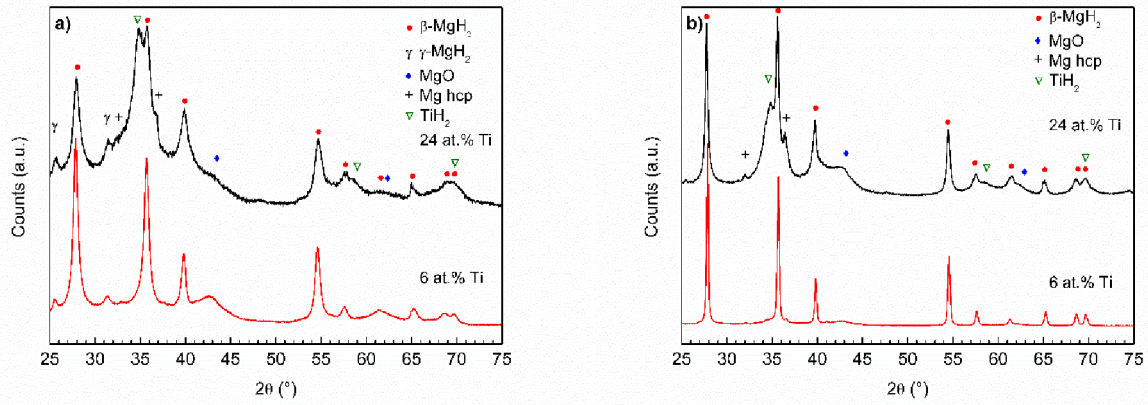 a)
β-MgH2
γ γ-MgH2
MgO
+ Mg hcp
TiH2
24 at.% Ti
γ
γ +
+
6 at.% Ti
Counts (a.u.)
25 30 35 40 45 50 55 60 65 70 75
2θ (°)
b)
β-MgH2
MgO
+ Mg hcp
TiH2
24 at.% Ti
+
+
6 at.% Ti
Counts (a.u.)
25 30 35 40 45 50 55 60 65 70 75
2θ (°)